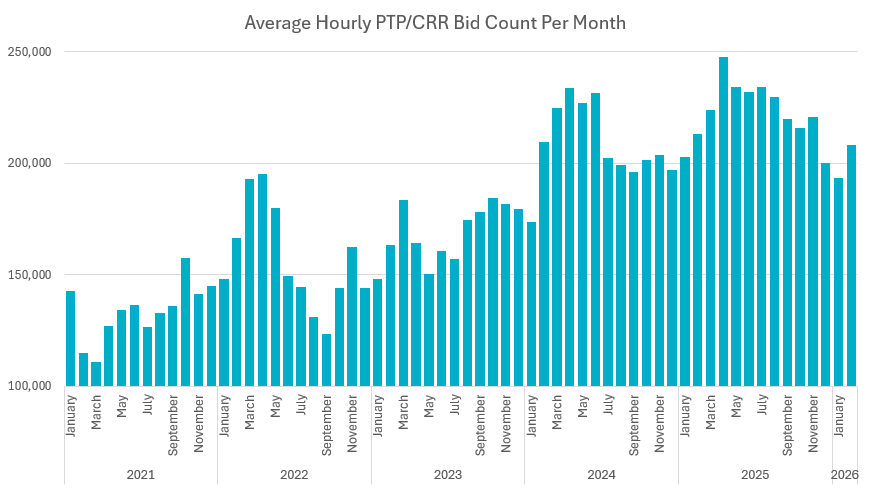 Average Hourly PTP/CRR Bid Count Per Month
250,000
200,000
150,000
100,000
January
March
May
July
September
November
January
March
May
July
September
November
January
March
May
July
September
November
January
March
May
July
September
November
January
March
May
July
September
November
January
2021
2022
2023
2024
2025
2026